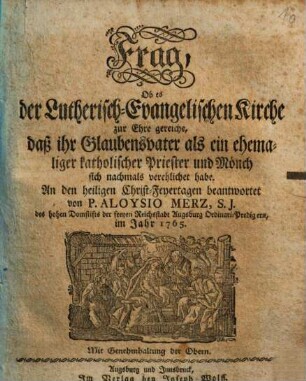 Frag,
Ob es
der Lutherisch-Evangelischen Kirche
zur Ehre gereiche,
daß ihr Glaubensvater als ein ehema-
liger katholischer Priester und Mönch
sich nachmals verehlichet habe.
An den heiligen Christ-Feyertagen beantwortet
von P. ALOYSIO MERZ, S. J.
des hohen Domstifts der freyen Reichsstadt Augsburg Ordinari-Predigern,
im Jahr 1765.
Mit Genehmhaltung der Obern.
Augsburg und Innsbruck,
Im Verlag bey Joseph Wolff.